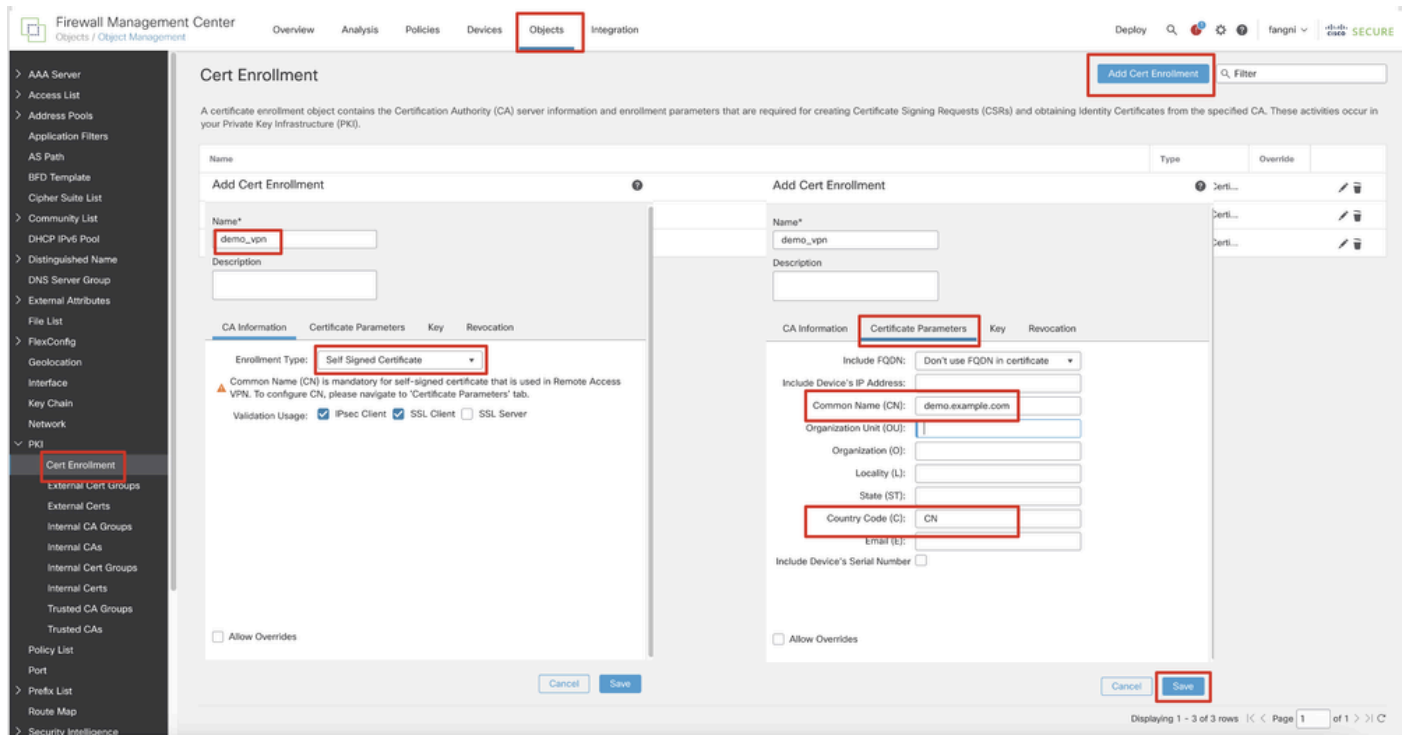 Firewall Management Center
Objects / Object Management
Overview Analysis Policies Devices Objects Integration
Deploy fangni cisco SECURE
AAA Server
Access List
Address Pools
Application Filters
AS Path
BFD Template
Cipher Suite List
Community List
DHCP IPv6 Pool
Distinguished Name
DNS Server Group
External Attributes
File List
FlexConfig
Geolocation
Interface
Key Chain
Network
PKI
Cert Enrollment
External Cert Groups
External Certs
Internal CA Groups
Internal CAs
Internal Cert Groups
Internal Certs
Trusted CA Groups
Trusted CAs
Policy List
Port
Prefix List
Route Map
Security Intelligence
Cert Enrollment
Add Cert Enrollment Filter
A certificate enrollment object contains the Certification Authority (CA) server information and enrollment parameters that are required for creating Certificate Signing Requests (CSRs) and obtaining Identity Certificates from the specified CA. These activities occur in
your Private Key Infrastructure (PKI).
Name Type Override
Add Cert Enrollment
Name*
demo_vpn
Description
CA Information Certificate Parameters Key Revocation
Enrollment Type: Self Signed Certificate
Common Name (CN) is mandatory for self-signed certificate that is used in Remote Access
VPN. To configure CN, please navigate to 'Certificate Parameters' tab.
Validation Usage: IPsec Client SSL Client SSL Server
Allow Overrides
Cancel Save
Add Cert Enrollment
Name*
demo_vpn
Description
CA Information Certificate Parameters Key Revocation
Include FQDN: Don't use FQDN in certificate
Include Device's IP Address:
Common Name (CN): demo.example.com
Organization Unit (OU):
Organization (O):
Locality (L):
State (ST):
Country Code (C): CN
Email (E):
Include Device's Serial Number
Allow Overrides
Cancel Save
Certi...
Certi...
Certi...
Displaying 1 - 3 of 3 rows |< < Page 1 of 1 > >|